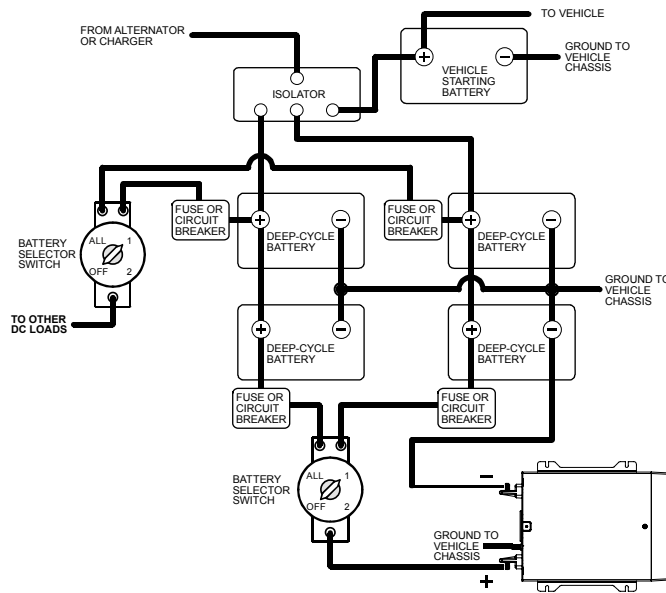 TO VEHICLE
FROM ALTERNATOR
OR CHARGER
+
-
GROUND TO
VEHICLE
CHASSIS
VEHICLE
STARTING
BATTERY
ISOLATOR
FUSE OR
CIRCUIT
BREAKER
+
-
DEEP-CYCLE
BATTERY
FUSE OR
CIRCUIT
BREAKER
+
-
DEEP-CYCLE
BATTERY
BATTERY
SELECTOR
SWITCH
ALL
1
OFF
2
TO OTHER
DC LOADS
GROUND TO
VEHICLE
CHASSIS
+
-
DEEP-CYCLE
BATTERY
+
-
DEEP-CYCLE
BATTERY
FUSE OR
CIRCUIT
BREAKER
FUSE OR
CIRCUIT
BREAKER
BATTERY
SELECTOR
SWITCH
ALL
1
OFF
2
-
GROUND TO
VEHICLE
CHASSIS
+